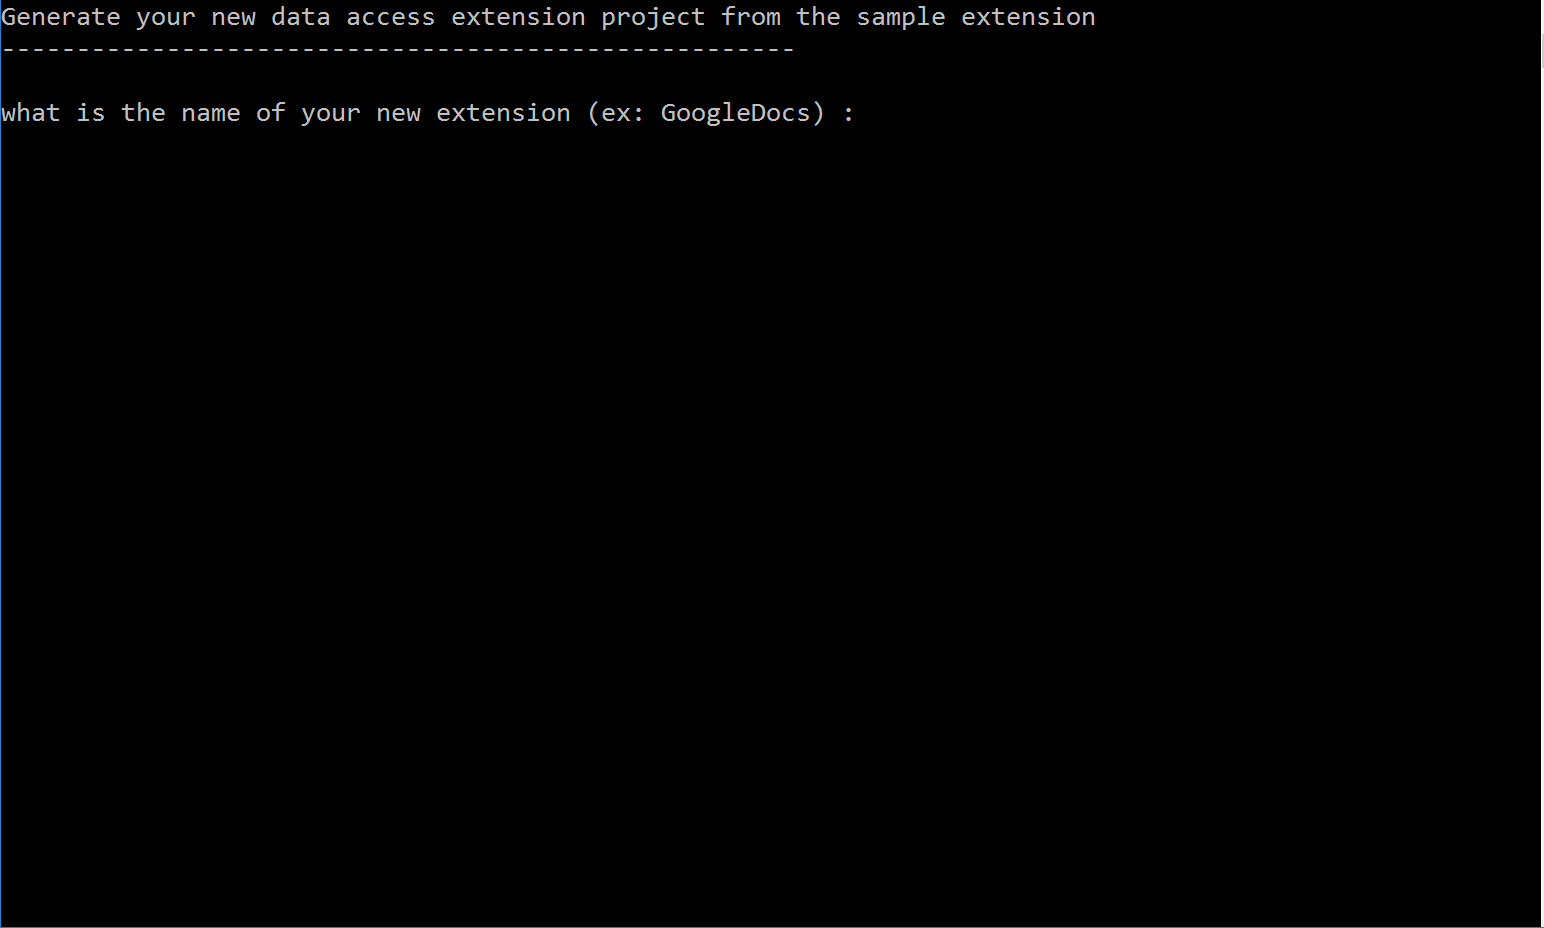 Generate your new data access extension project from the sample extension
-----------------------------------------------------
what is the name of your new extension (ex: GoogleDocs) :